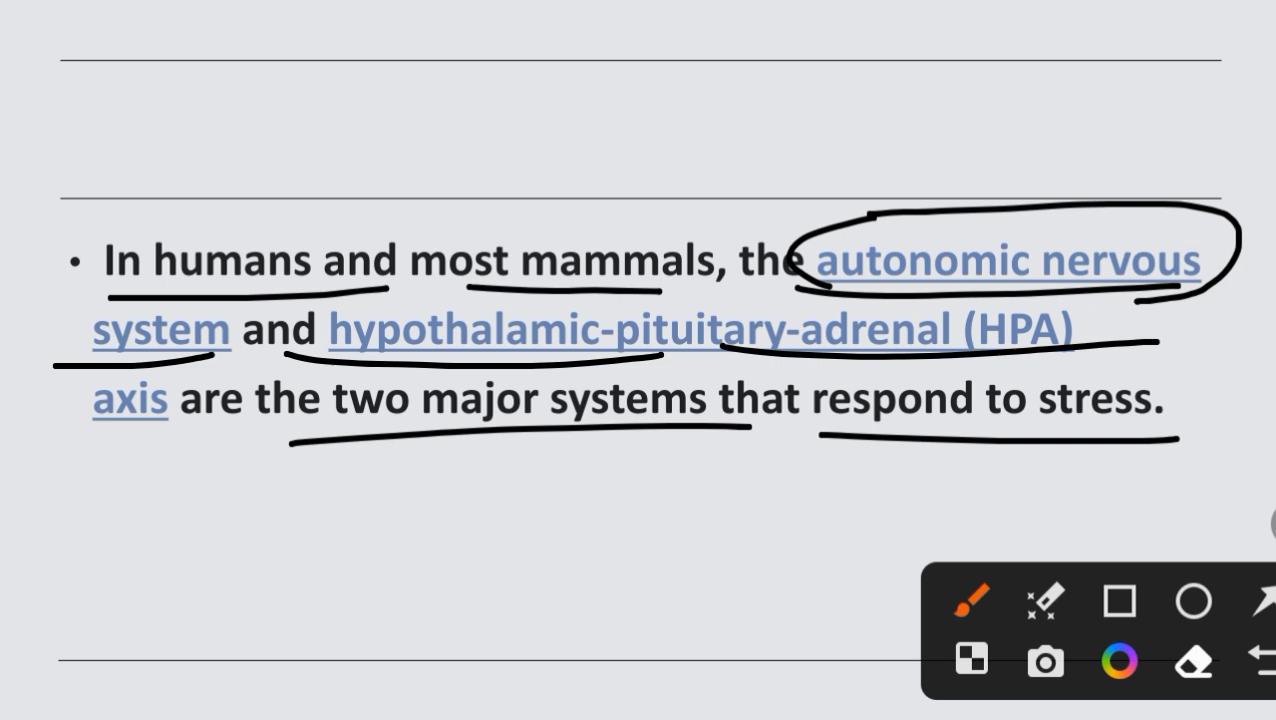 • In humans and most mammals, the autonomic nervous
system and hypothalamic-pituitary-adrenal (HPA)
axis are the two major systems that respond to stress.